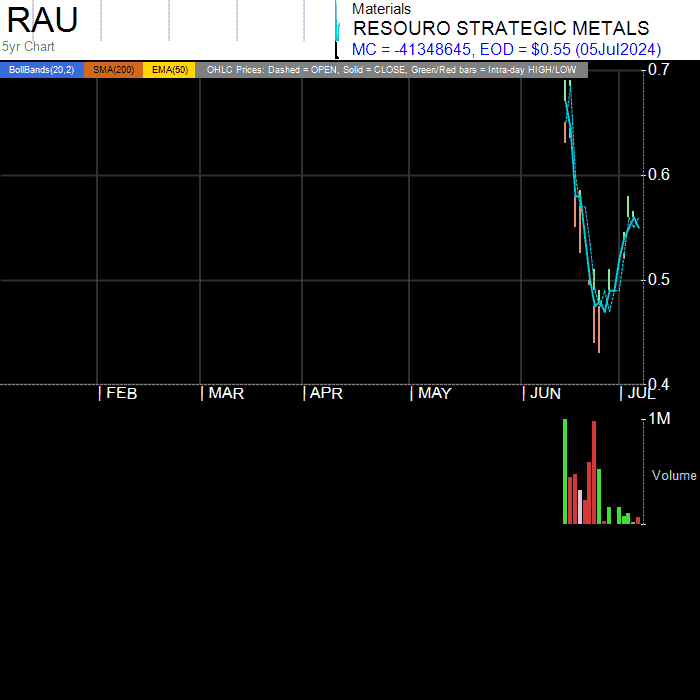 RAU
5yr Chart
Materials
RESOURO STRATEGIC METALS
MC = -41348645, EOD = $0.55 (05Jul2024)
BollBands(20,2) SMA(200) EMA(50) OHLC Prices: Dashed = OPEN, Solid = CLOSE, Green/Red bars = Intra-day HIGH/LOW
0.7
0.6
0.5
0.4
| FEB | MAR | APR | MAY | JUN | JUL
1M
Volume